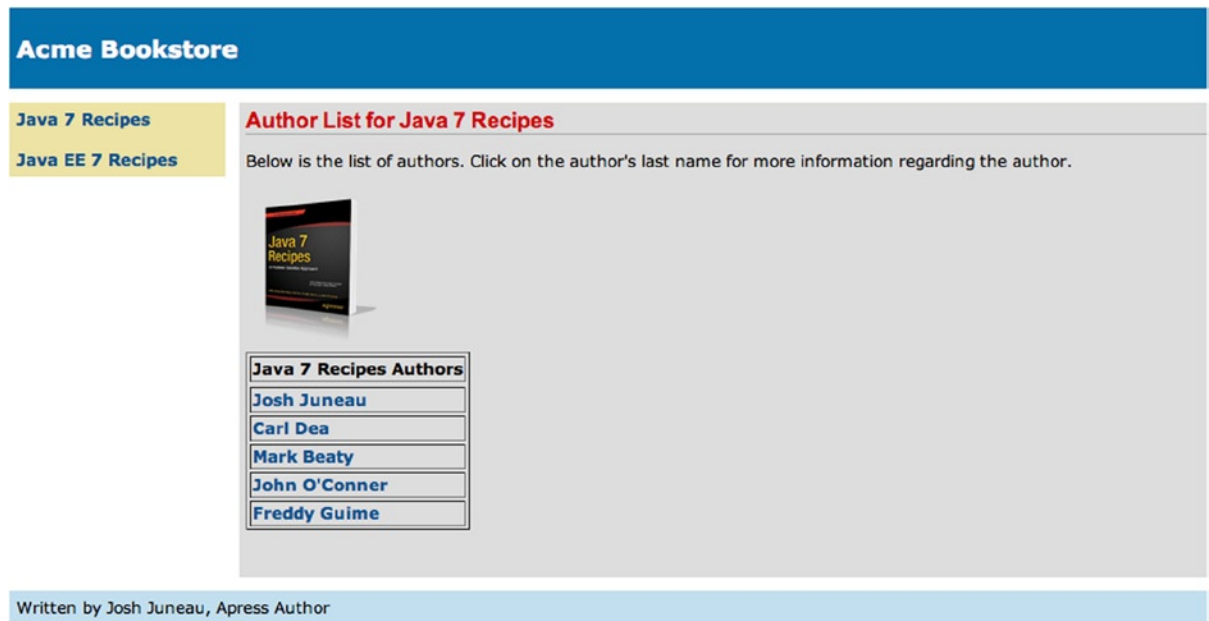 Acme Bookstore
Java 7 Recipes
Java EE 7 Recipes
Author List for Java 7 Recipes
Below is the list of authors. Click on the author's last name for more information regarding the author.
Java 7
Recipes
Java 7 Recipes Authors
Josh Juneau
Carl Dea
Mark Beaty
John O'Conner
Freddy Guime
Written by Josh Juneau, Apress Author